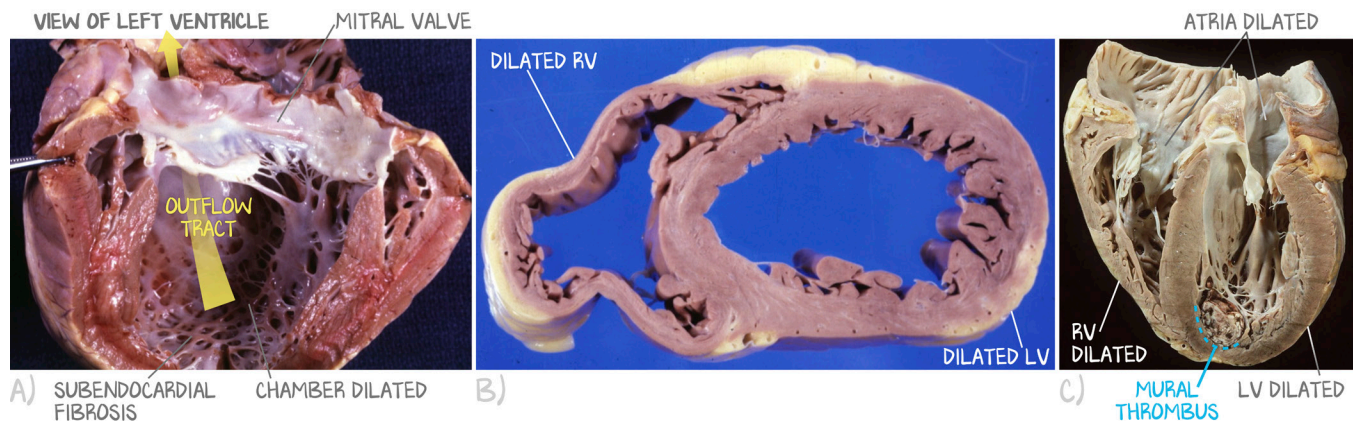 VIEW OF LEFT VENTRICLE
MITRAL VALVE
OUTFLOW
TRACT
A)
SUBENDOCARDIAL
FIBROSIS
CHAMBER DILATED
DILATED RV
DILATED LV
B)
ATRIA DILATED
RV
DILATED
C)
MURAL
THROMBUS
LV DILATED